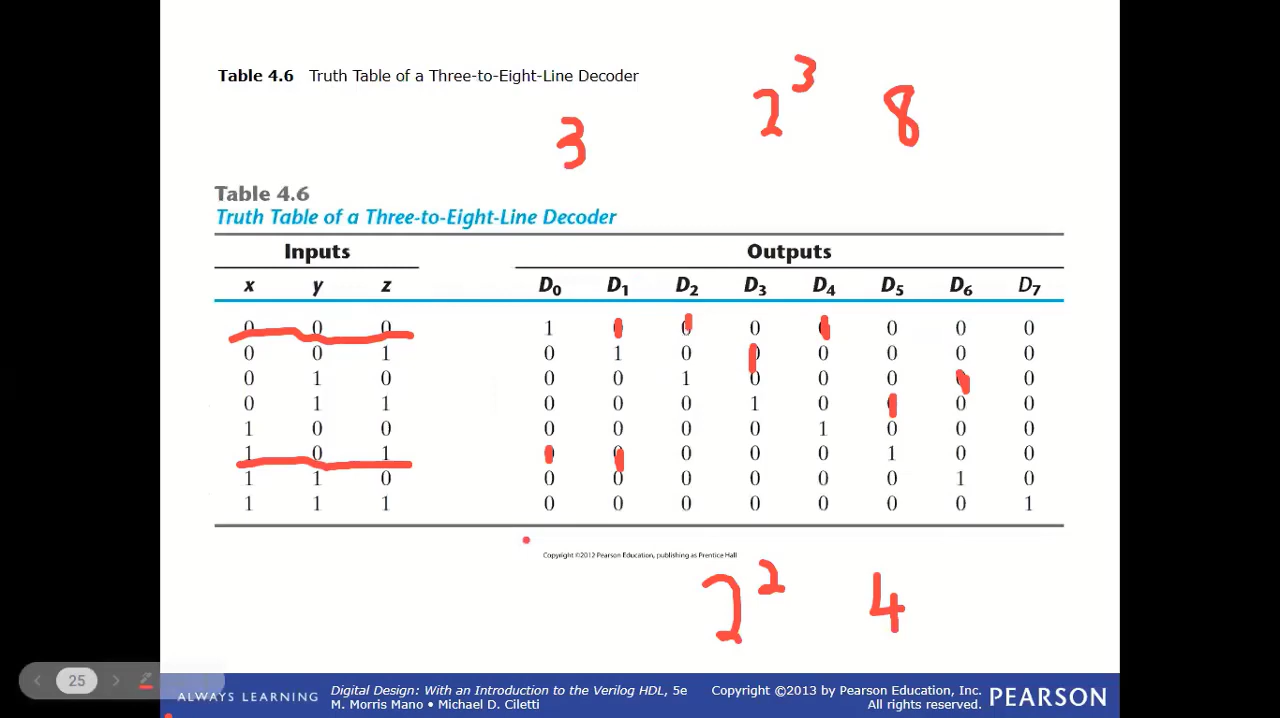 Table 4.6 Truth Table of a Three-to-Eight-Line Decoder
2³ 8
3
Table 4.6
Truth Table of a Three-to-Eight-Line Decoder
Inputs Outputs
x y z D₀ D₁ D₂ D₃ D₄ D₅ D₆ D₇
0 0 0 1 0 0 0 0 0 0 0
0 0 1 0 1 0 0 0 0 0 0
0 1 0 0 0 1 0 0 0 0 0
0 1 1 0 0 0 1 0 0 0 0
1 0 0 0 0 0 0 1 0 0 0
1 0 1 0 0 0 0 0 1 0 0
1 1 0 0 0 0 0 0 0 1 0
1 1 1 0 0 0 0 0 0 0 1
Copyright ©2012 Pearson Education, publishing as Prentice Hall
2² 4
25
ALWAYS LEARNING
Digital Design: With an Introduction to the Verilog HDL, 5e
M. Morris Mano • Michael D. Ciletti
Copyright ©2013 by Pearson Education, Inc.
All rights reserved.
PEARSON